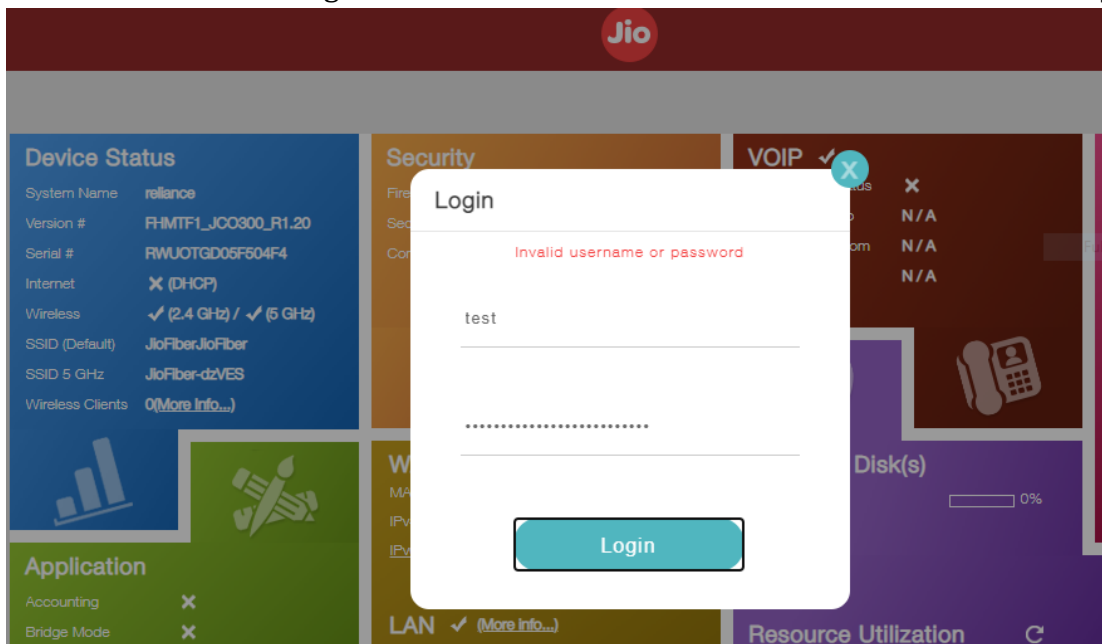 Jio
Device Status
System Name reliance
Version # FHMTF1_JCO300_R1.20
Serial # RWUOTGD05F504F4
Internet (DHCP)
Wireless (2.4 GHz) / (5 GHz)
SSID (Default) JioFiberJioFiber
SSID 5 GHz JioFiber-dzVES
Wireless Clients 0(More Info...)
Application
Accounting
Bridge Mode
Security
LAN (More info...)
VOIP
N/A
N/A
N/A
Disk(s)
0%
Resource Utilization
X
Login
Invalid username or password
test
Login